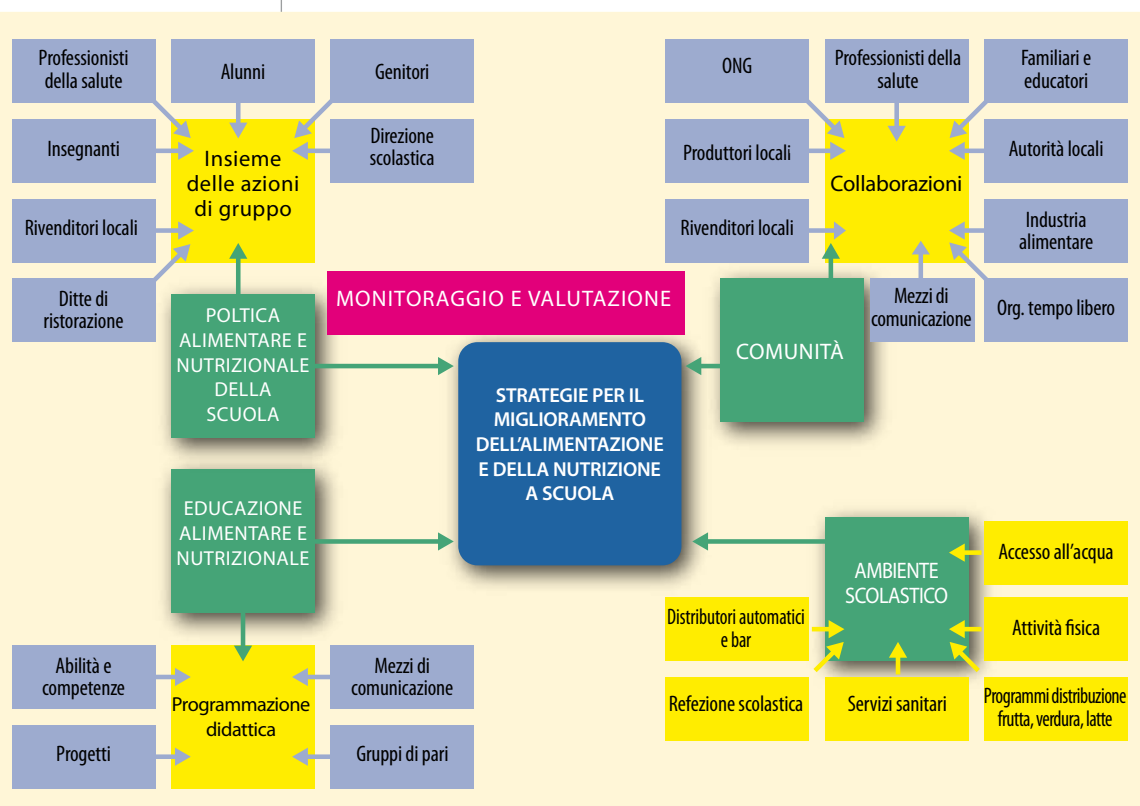 Professionisti
della salute
Alunni
Genitori
Insegnanti
Insieme
delle azioni
di gruppo
Direzione
scolastica
Rivenditori locali
Ditte di
ristorazione
POLTICA
ALIMENTARE E
NUTRIZIONALE
DELLA
SCUOLA
ONG
Professionisti della
salute
Familiari e
educatori
Produttori locali
Collaborazioni
Autorità locali
Rivenditori locali
Industria
alimentare
Mezzi di
comunicazione
Org. tempo libero
MONITORAGGIO E VALUTAZIONE
COMUNITÀ
STRATEGIE PER IL
MIGLIORAMENTO
DELL’ALIMENTAZIONE
E DELLA NUTRIZIONE
A SCUOLA
EDUCAZIONE
ALIMENTARE E
NUTRIZIONALE
Abilità e
competenze
Mezzi di
comunicazione
Programmazione
didattica
Progetti
Gruppi di pari
AMBIENTE
SCOLASTICO
Accesso all’acqua
Distributori automatici
e bar
Attività fisica
Refezione scolastica
Servizi sanitari
Programmi distribuzione
frutta, verdura, latte